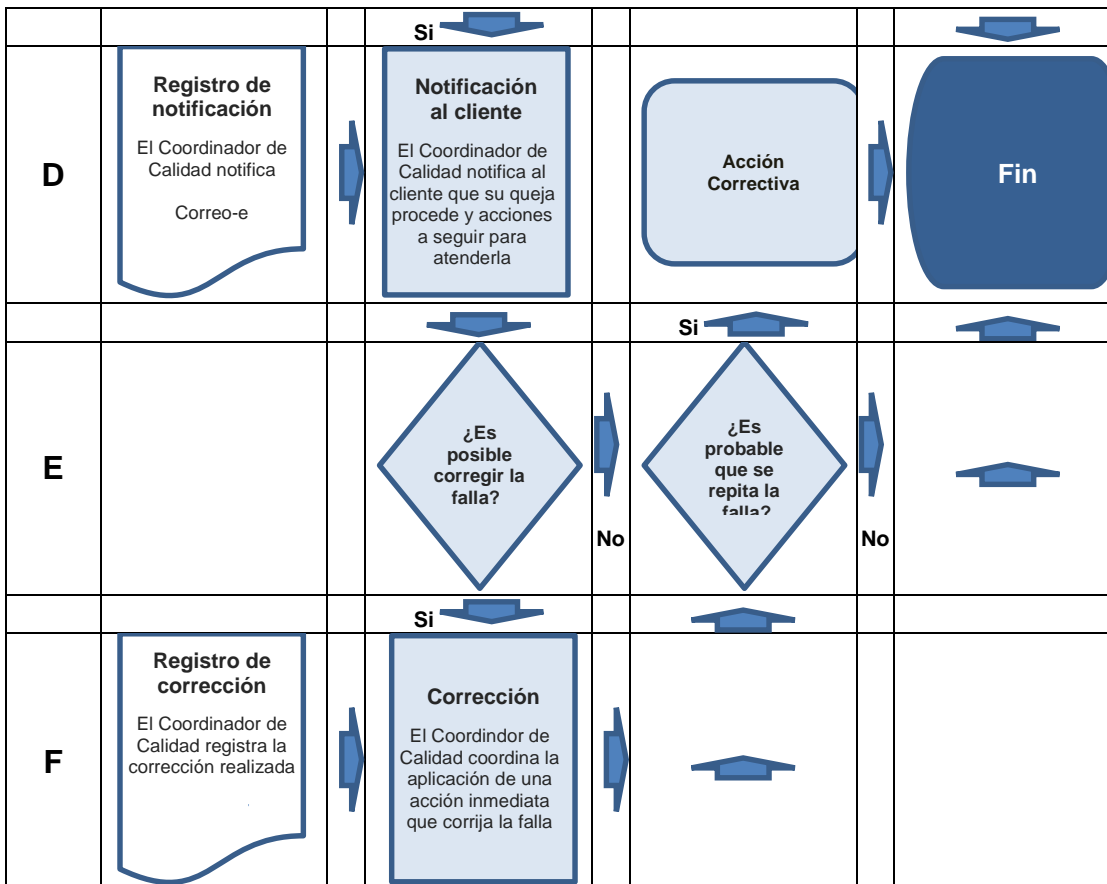 Si
D
Registro de
notificación
El Coordinador de
Calidad notifica
Correo-e
Notificación
al cliente
El Coordinador de
Calidad notifica al
cliente que su queja
procede y acciones
a seguir para
atenderla
Acción
Correctiva
Fin
Si
E
¿Es
posible
corregir la
falla?
No
¿Es
probable
que se
repita la
falla?
No
Si
F
Registro de
corrección
El Coordinador de
Calidad registra la
corrección realizada
.
Corrección
El Coordindor de
Calidad coordina la
aplicación de una
acción inmediata
que corrija la falla